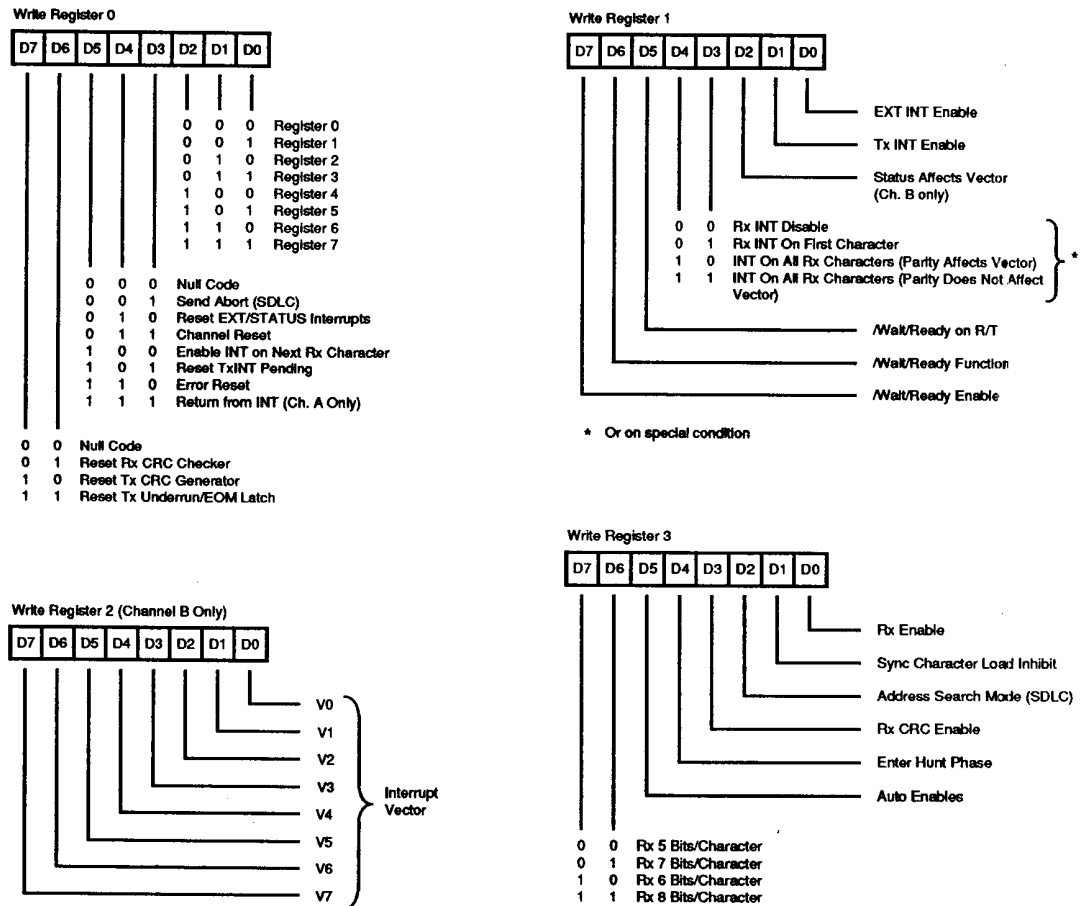 Write Register 0
D7 D6 D5 D4 D3 D2 D1 D0
0 0 0 Register 0
0 0 1 Register 1
0 1 0 Register 2
0 1 1 Register 3
1 0 0 Register 4
1 0 1 Register 5
1 1 0 Register 6
1 1 1 Register 7
0 0 0 Null Code
0 0 1 Send Abort (SDLC)
0 1 0 Reset EXT/STATUS Interrupts
0 1 1 Channel Reset
1 0 0 Enable INT on Next Rx Character
1 0 1 Reset TxINT Pending
1 1 0 Error Reset
1 1 1 Return from INT (Ch. A Only)
0 0 Null Code
0 1 Reset Rx CRC Checker
1 0 Reset Tx CRC Generator
1 1 Reset Tx Underrun/EOM Latch
Write Register 1
D7 D6 D5 D4 D3 D2 D1 D0
EXT INT Enable
Tx INT Enable
Status Affects Vector
(Ch. B only)
0 0 Rx INT Disable
0 1 Rx INT On First Character
1 0 INT On All Rx Characters (Parity Affects Vector)
1 1 INT On All Rx Characters (Parity Does Not Affect
Vector)
*
/Wait/Ready on R/T
/Wait/Ready Function
/Wait/Ready Enable
* Or on special condition
Write Register 2 (Channel B Only)
D7 D6 D5 D4 D3 D2 D1 D0
V0
V1
V2
V3
V4
V5
V6
V7
Interrupt
Vector
Write Register 3
D7 D6 D5 D4 D3 D2 D1 D0
Rx Enable
Sync Character Load Inhibit
Address Search Mode (SDLC)
Rx CRC Enable
Enter Hunt Phase
Auto Enables
0 0 Rx 5 Bits/Character
0 1 Rx 7 Bits/Character
1 0 Rx 6 Bits/Character
1 1 Rx 8 Bits/Character